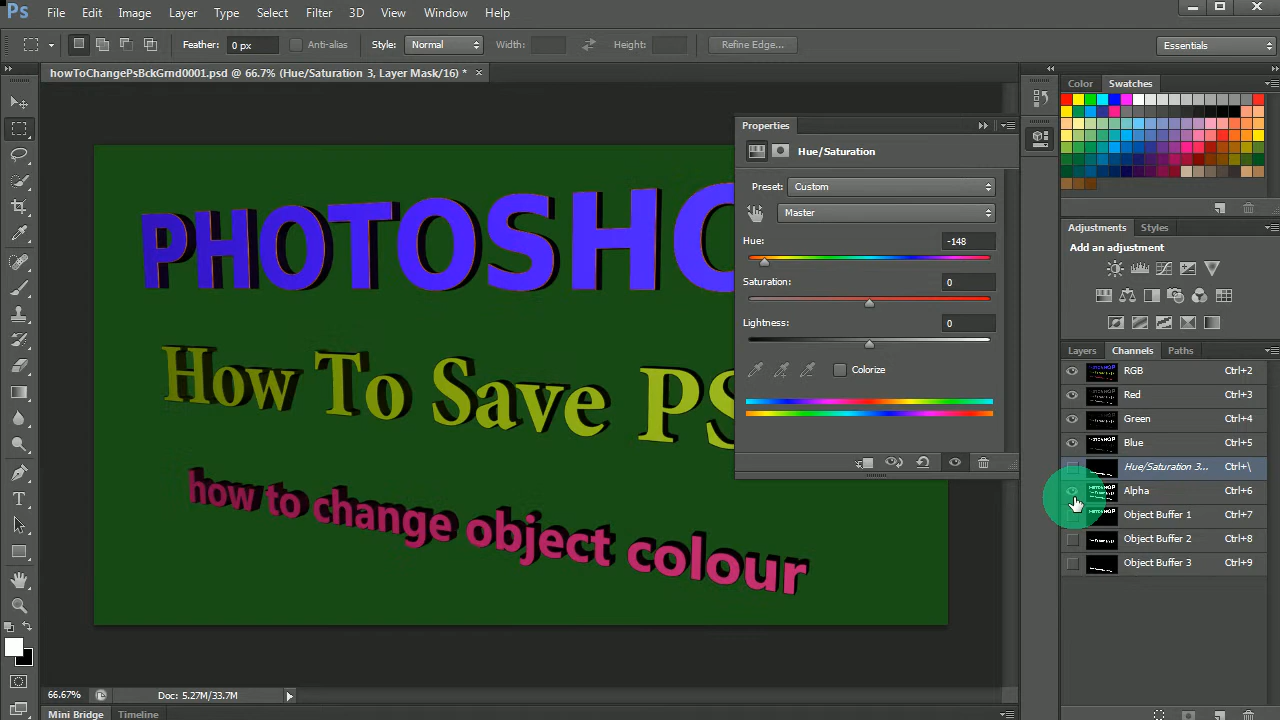 Ps File Edit Image Layer Type Select Filter 3D View Window Help
Feather: 0 px Anti-alias Style: Normal Width: Height: Refine Edge... Essentials
howToChangePsBckGrnd0001.psd @ 66.7% (Hue/Saturation 3, Layer Mask/16) *
Color Swatches
Properties
Hue/Saturation
Preset: Custom
Master
Hue: -148
Saturation: 0
Lightness: 0
Colorize
Adjustments Styles
Add an adjustment
Layers Channels Paths
RGB Ctrl+2
Red Ctrl+3
Green Ctrl+4
Blue Ctrl+5
Hue/Saturation 3... Ctrl+\
Alpha Ctrl+6
Object Buffer 1 Ctrl+7
Object Buffer 2 Ctrl+8
Object Buffer 3 Ctrl+9
PHOTOSHO
How To Save PS
how to change object colour
66.67% Doc: 5.27M/33.7M
Mini Bridge Timeline